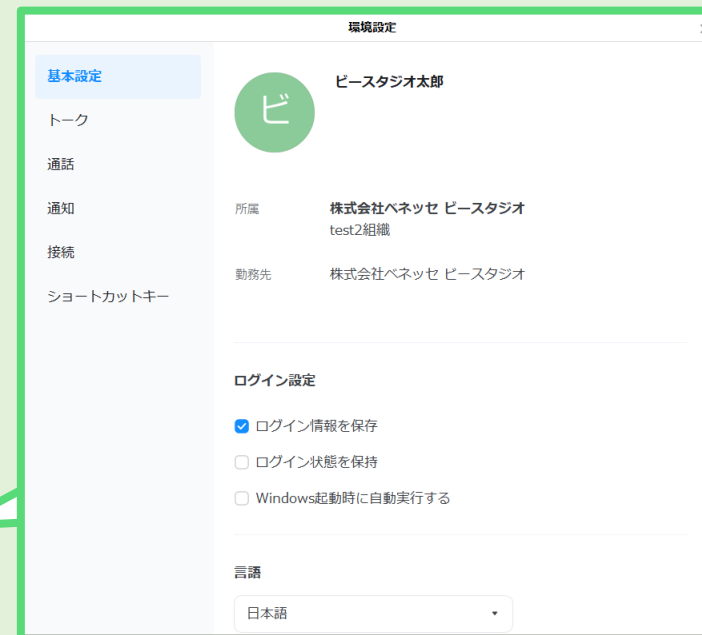 環境設定
基本設定
トーク
通話
通知
接続
ショートカットキー
ビ
ビースタジオ太郎
所属
株式会社ベネッセ ビースタジオ
test2組織
勤務先
株式会社ベネッセ ビースタジオ
ログイン設定
ログイン情報を保存
ログイン状態を保持
Windows起動時に自動実行する
言語
日本語